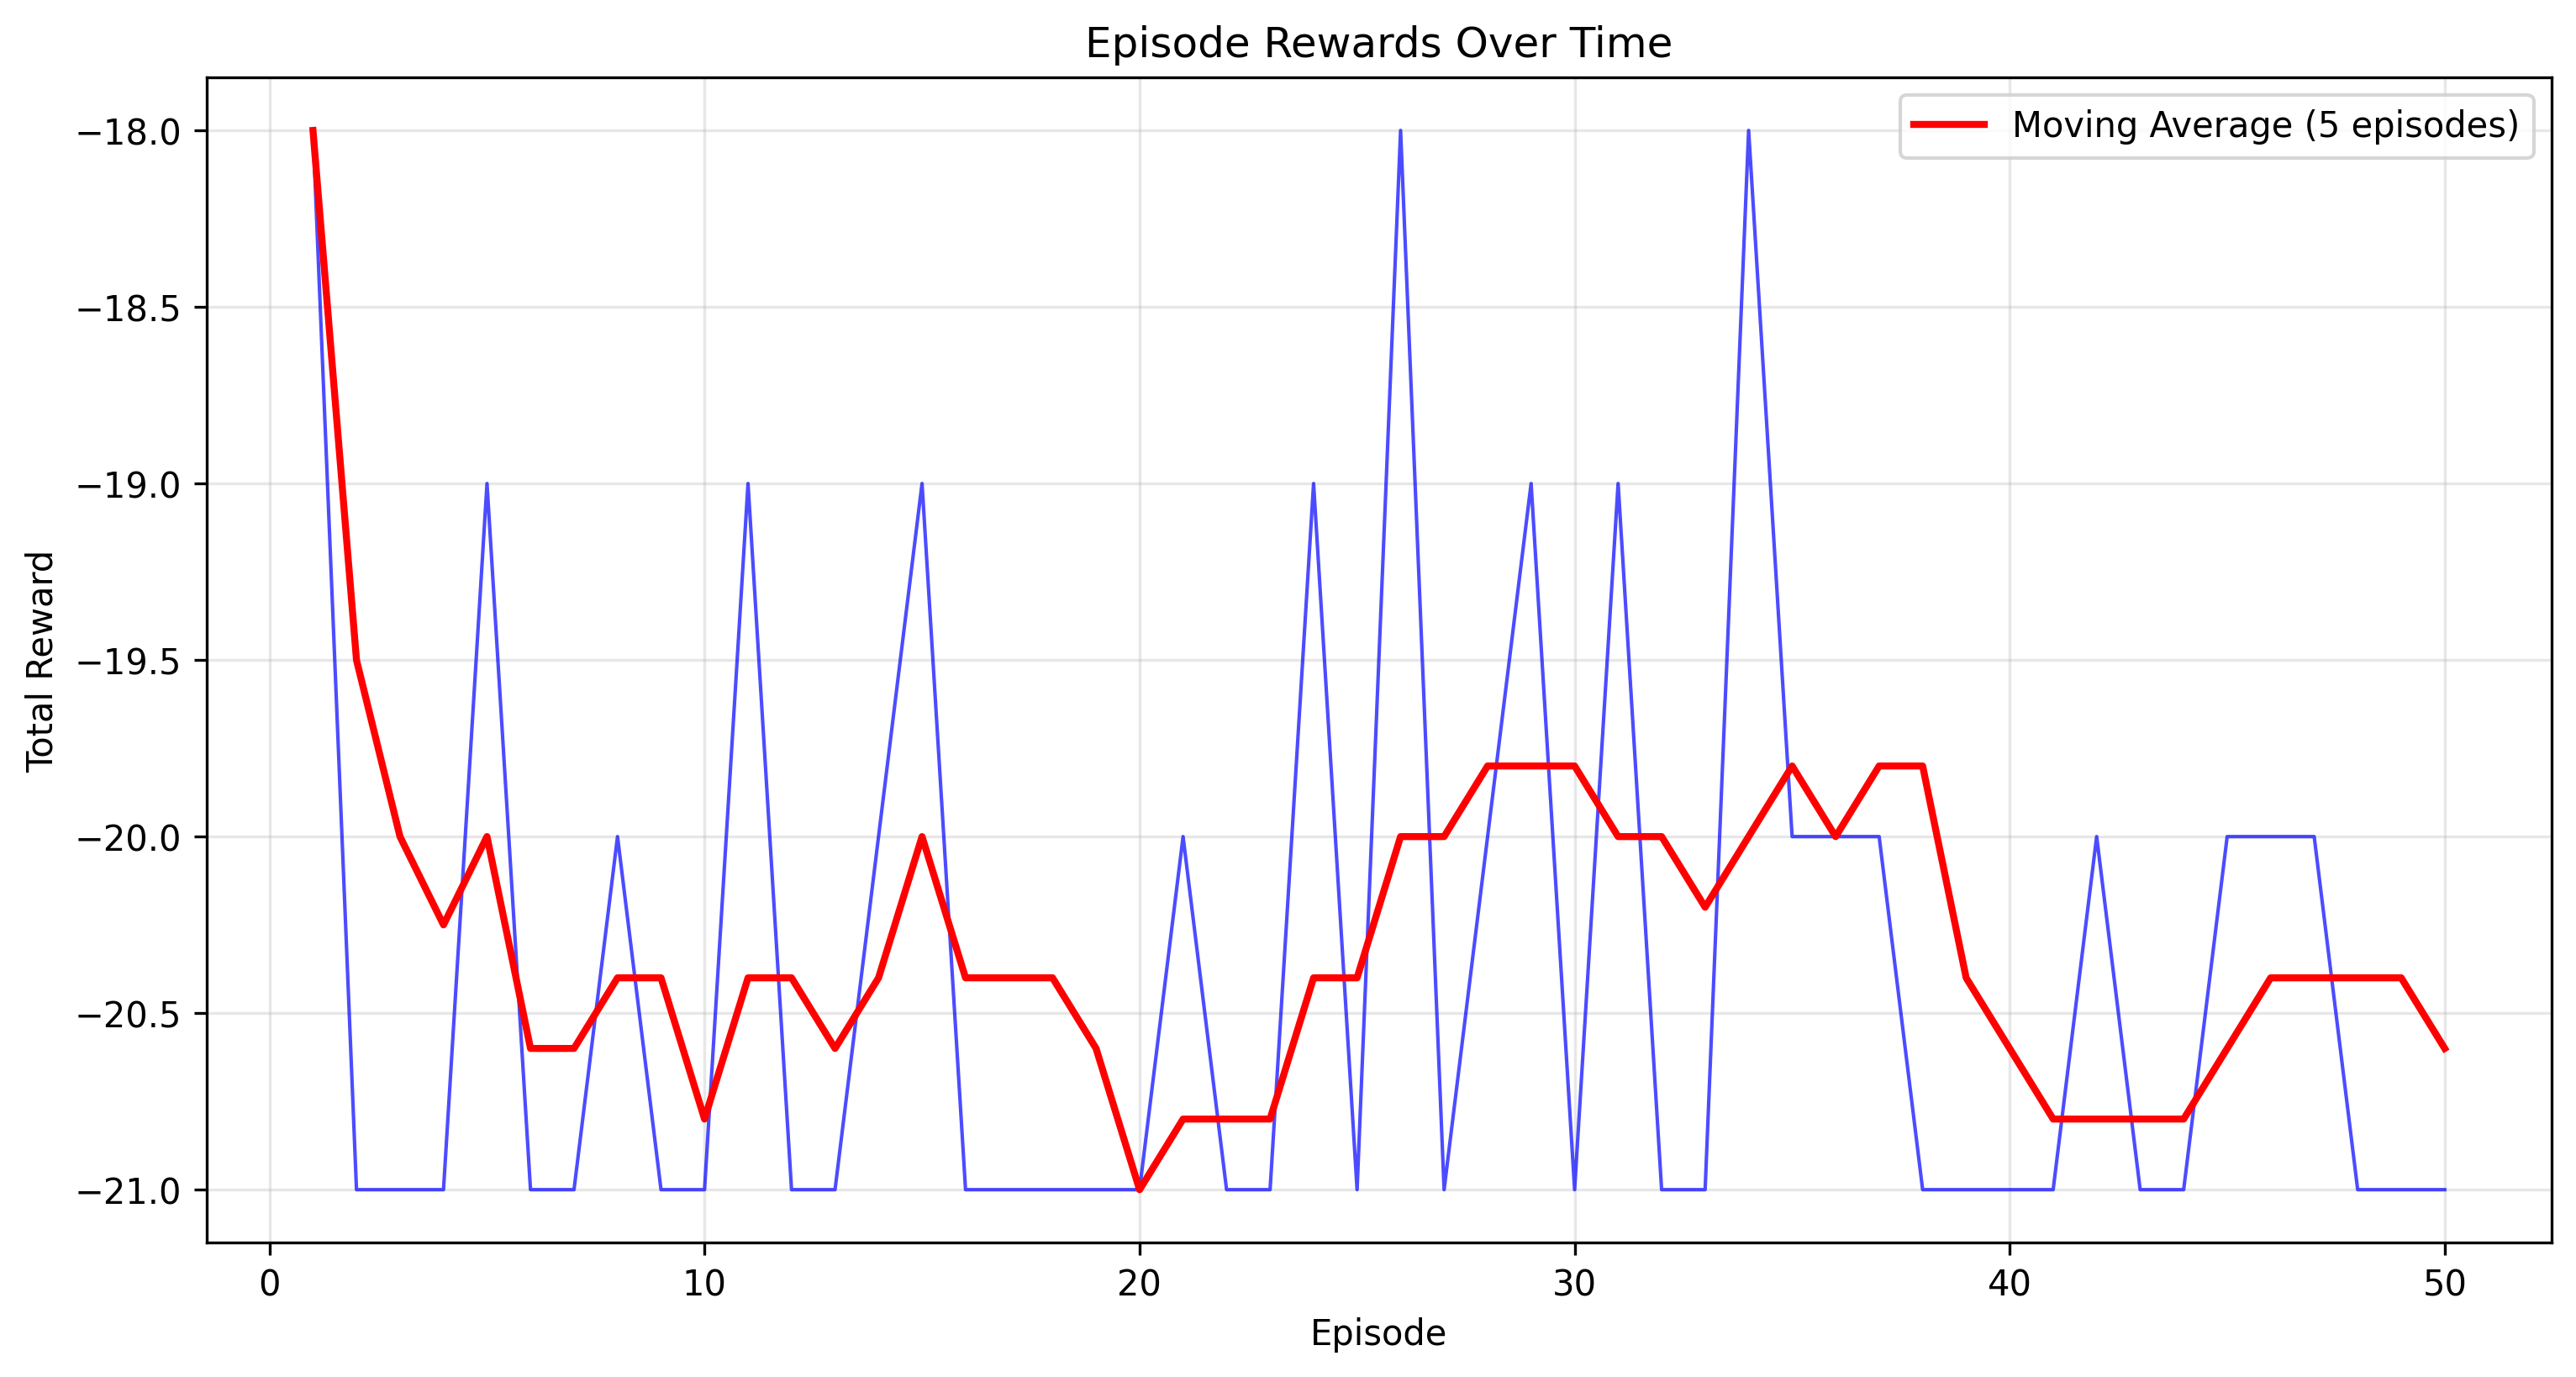 Episode Rewards Over Time
Moving Average (5 episodes)
Total Reward
−18.0
−18.5
−19.0
−19.5
−20.0
−20.5
−21.0
0 10 20 30 40 50
Episode